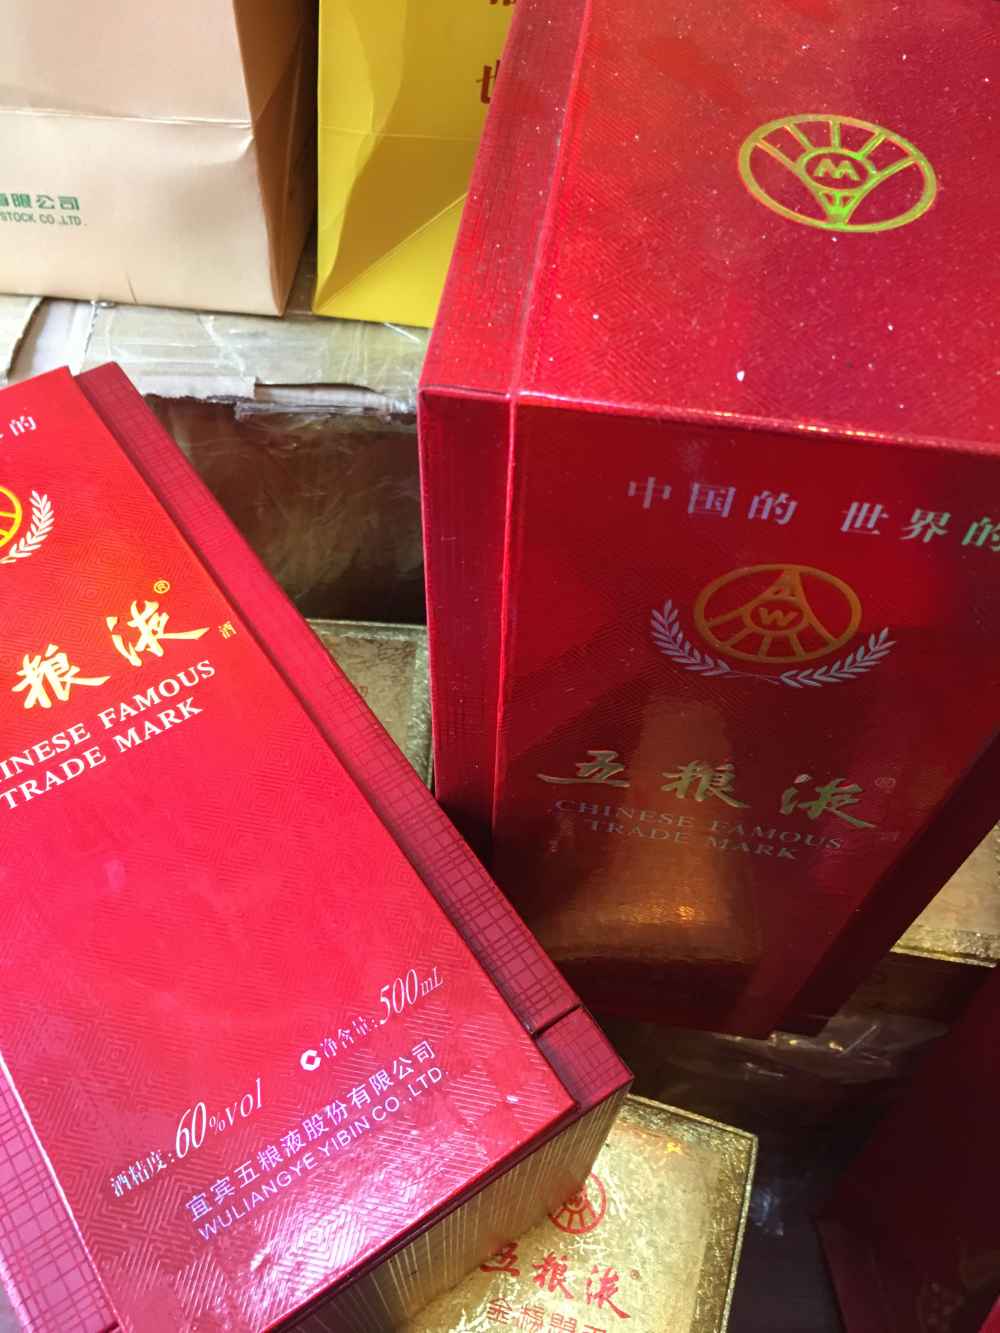 有限公司
STOCK CO.,LTD.
的
粮液®
酒
CHINESE FAMOUS
TRADE MARK
净含量:500mL
酒精度:60%vol
宜宾五粮液股份有限公司
WULIANGYE YIBIN CO.,LTD.
中国的 世界的
W
五粮液®
CHINESE FAMOUS
TRADE MARK
五粮液®